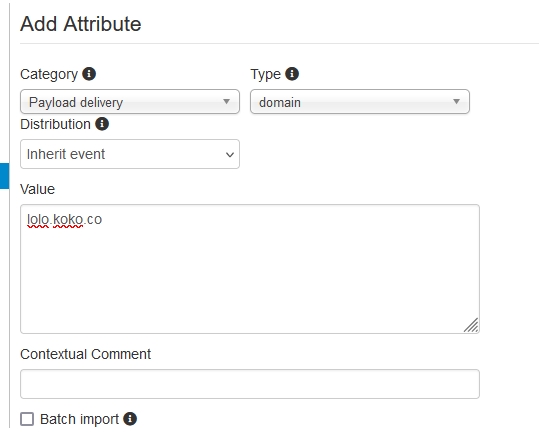 Add Attribute
Category Type
Payload delivery domain
Distribution
Inherit event
Value
lolo.koko.co
Contextual Comment
Batch import